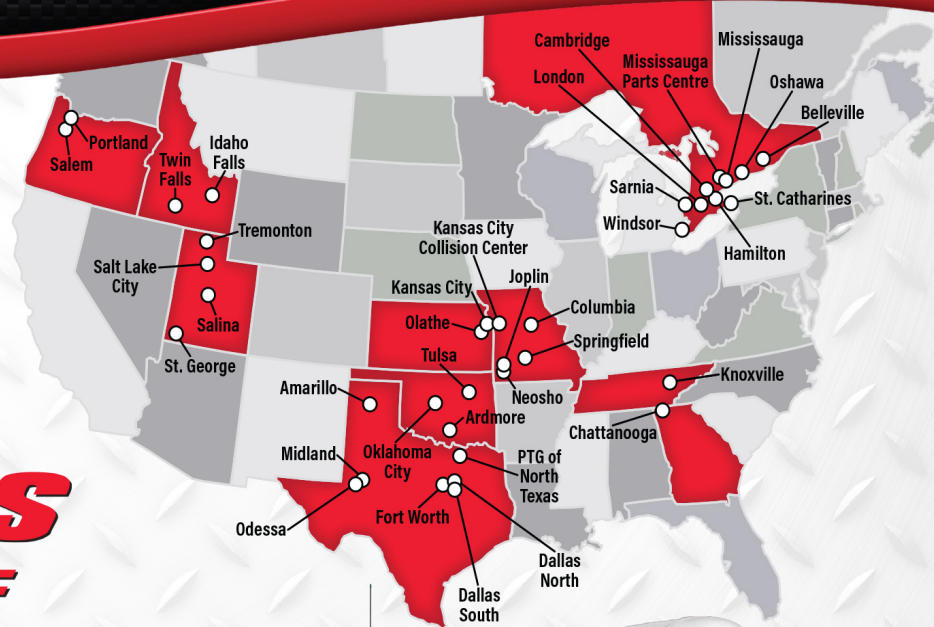 Cambridge
Mississauga
Mississauga
Parts Centre
London
Oshawa
Belleville
Portland
Salem
Twin
Falls
Idaho
Falls
Sarnia
St. Catharines
Windsor
Hamilton
Tremonton
Salt Lake
City
Salina
St. George
Kansas City
Collision Center
Joplin
Kansas City
Olathe
Columbia
Springfield
Tulsa
Neosho
Knoxville
Chattanooga
Amarillo
Ardmore
Oklahoma
City
Midland
PTG of
North
Texas
Odessa
Fort Worth
Dallas
North
Dallas
South
S